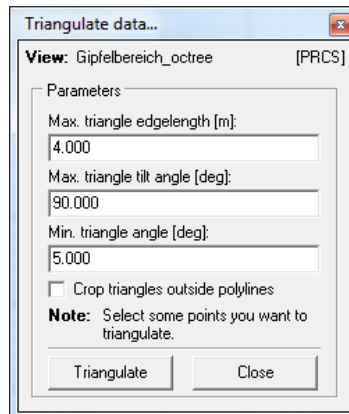 Triangulate data...
View: Gipfelbereich_octree [PRCS]
Parameters
Max. triangle edgelength [m]:
4.000
Max. triangle tilt angle [deg]:
90.000
Min. triangle angle [deg]:
5.000
Crop triangles outside polylines
Note: Select some points you want to
triangulate.
Triangulate Close